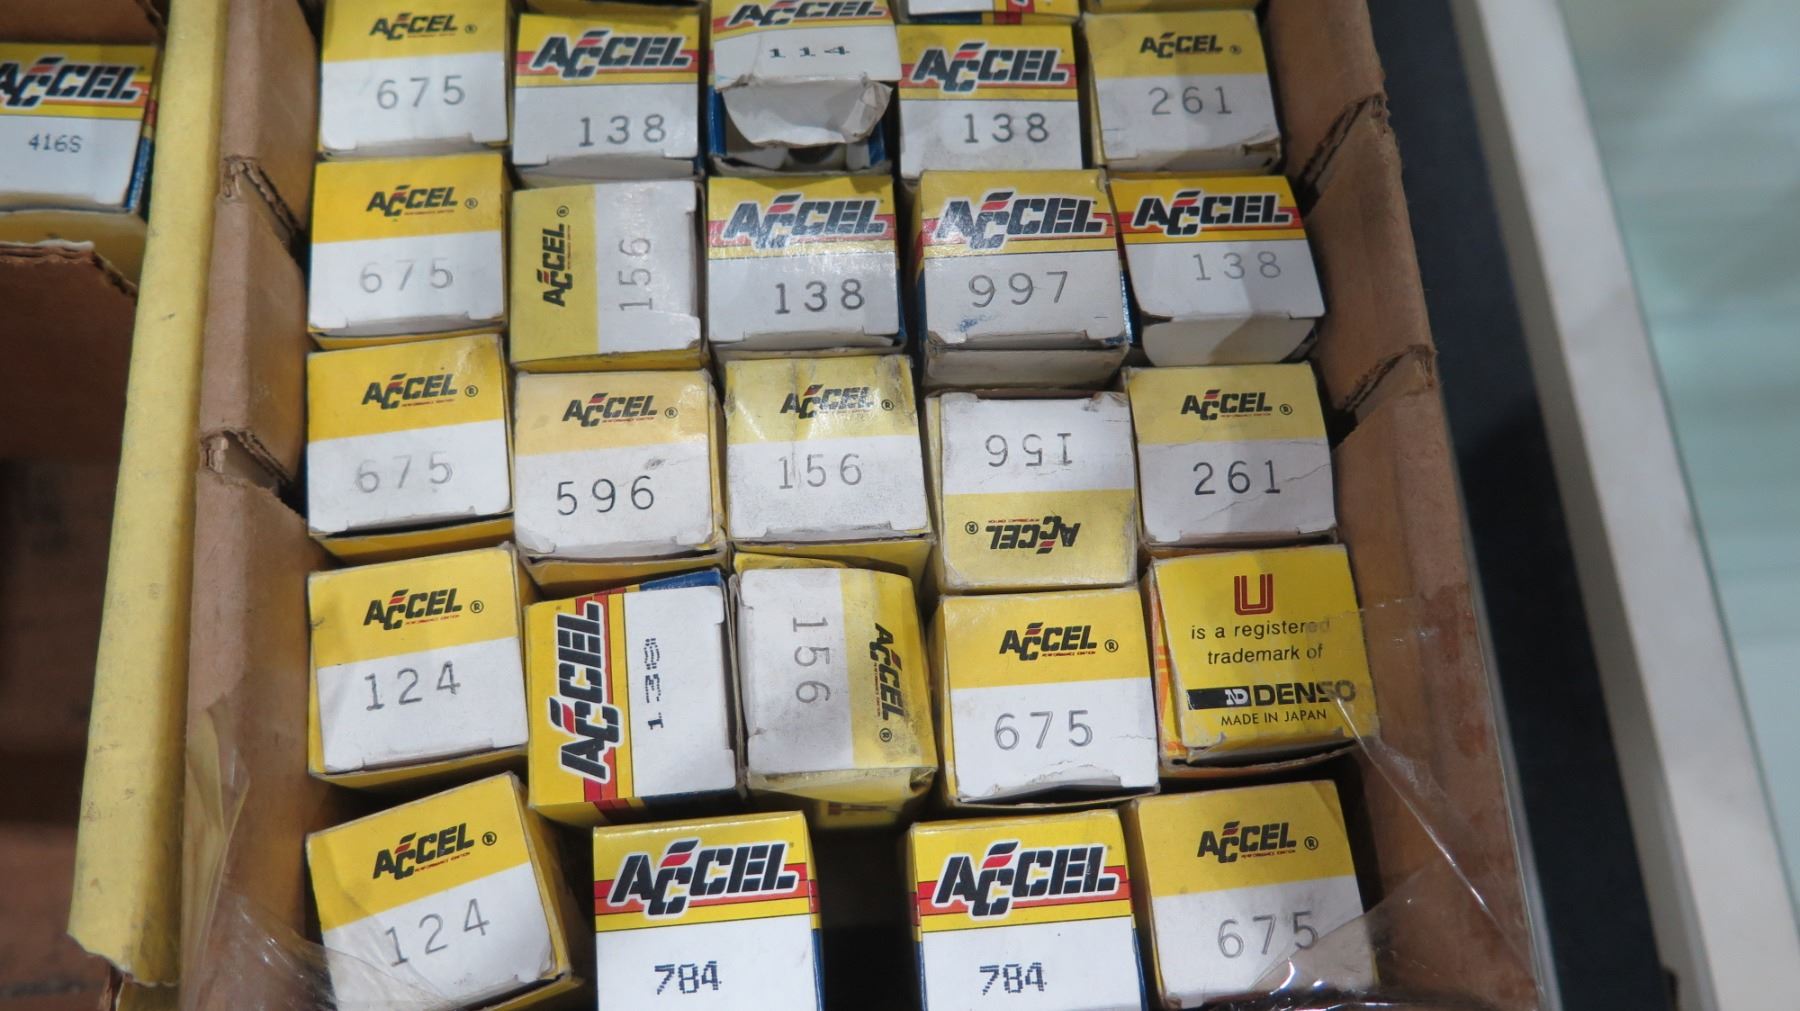 ACCEL
416S
ACCEL ®
675
ACCEL
138
ACCEL
114
ACCEL
138
ACCEL ®
261
ACCEL ®
675
ACCEL ®
156
ACCEL
138
ACCEL
997
ACCEL
138
ACCEL ®
675
ACCEL ®
596
ACCEL ®
156
156
ACCEL ®
ACCEL ®
261
ACCEL ®
124
ACCEL
138
156
ACCEL ®
ACCEL ®
675
U
is a registered
trademark of
ND DENSO
MADE IN JAPAN
ACCEL ®
124
ACCEL
784
ACCEL
784
ACCEL ®
675